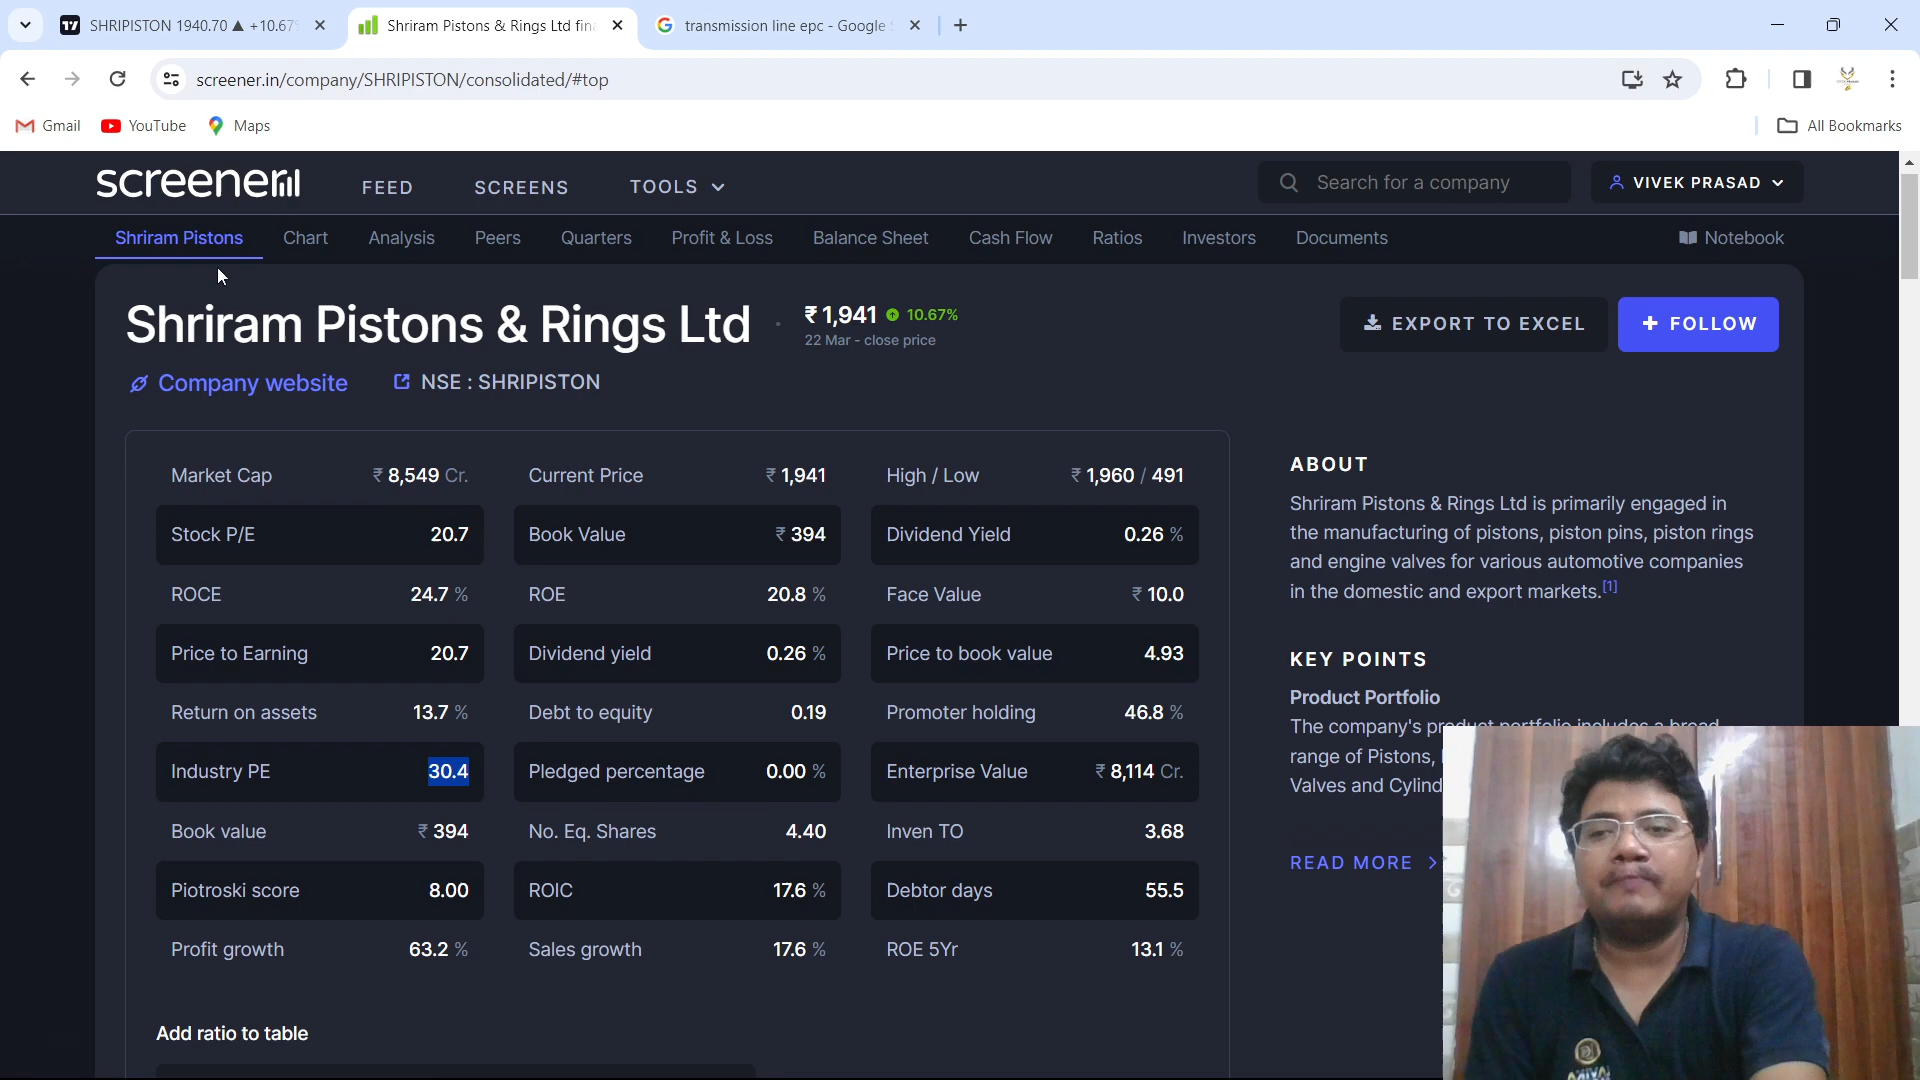 SHRIPISTON 1940.70 ▲ +10.67%
Shriram Pistons & Rings Ltd fin
transmission line epc - Google
screener.in/company/SHRIPISTON/consolidated/#top
Gmail
YouTube
Maps
All Bookmarks
screener
FEED
SCREENS
TOOLS
Search for a company
VIVEK PRASAD
Shriram Pistons
Chart
Analysis
Peers
Quarters
Profit & Loss
Balance Sheet
Cash Flow
Ratios
Investors
Documents
Notebook
Shriram Pistons & Rings Ltd
₹ 1,941 10.67%
22 Mar - close price
EXPORT TO EXCEL
+ FOLLOW
Company website
NSE : SHRIPISTON
Market Cap ₹ 8,549 Cr.
Current Price ₹ 1,941
High / Low ₹ 1,960 / 491
Stock P/E 20.7
Book Value ₹ 394
Dividend Yield 0.26 %
ROCE 24.7 %
ROE 20.8 %
Face Value ₹ 10.0
Price to Earning 20.7
Dividend yield 0.26 %
Price to book value 4.93
Return on assets 13.7 %
Debt to equity 0.19
Promoter holding 46.8 %
Industry PE 30.4
Pledged percentage 0.00 %
Enterprise Value ₹ 8,114 Cr.
Book value ₹ 394
No. Eq. Shares 4.40
Inven TO 3.68
Piotroski score 8.00
ROIC 17.6 %
Debtor days 55.5
Profit growth 63.2 %
Sales growth 17.6 %
ROE 5Yr 13.1 %
Add ratio to table
ABOUT
Shriram Pistons & Rings Ltd is primarily engaged in
the manufacturing of pistons, piston pins, piston rings
and engine valves for various automotive companies
in the domestic and export markets.[1]
KEY POINTS
Product Portfolio
The company's product portfolio includes a broad
range of Pistons,
Valves and Cylind
READ MORE